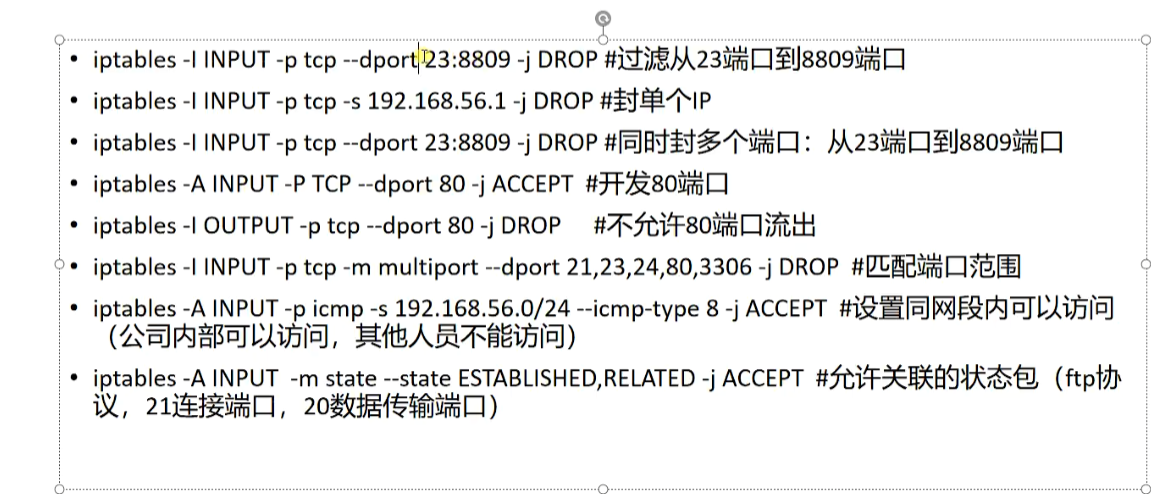 • iptables -I INPUT -p tcp --dport 23:8809 -j DROP #过滤从23端口到8809端口
• iptables -I INPUT -p tcp -s 192.168.56.1 -j DROP #封单个IP
• iptables -I INPUT -p tcp --dport 23:8809 -j DROP #同时封多个端口：从23端口到8809端口
• iptables -A INPUT -P TCP --dport 80 -j ACCEPT #开发80端口
• iptables -I OUTPUT -p tcp --dport 80 -j DROP #不允许80端口流出
• iptables -I INPUT -p tcp -m multiport --dport 21,23,24,80,3306 -j DROP #匹配端口范围
• iptables -A INPUT -p icmp -s 192.168.56.0/24 --icmp-type 8 -j ACCEPT #设置同网段内可以访问
（公司内部可以访问，其他人员不能访问）
• iptables -A INPUT -m state --state ESTABLISHED,RELATED -j ACCEPT #允许关联的状态包（ftp协
议，21连接端口，20数据传输端口）